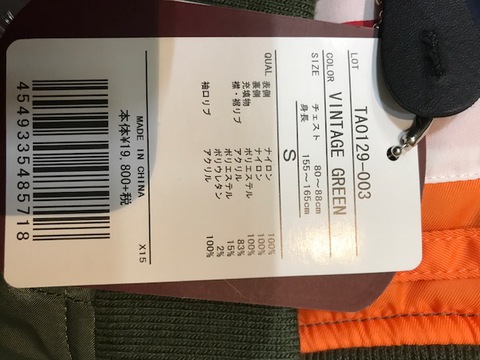 LOT TA0129-003
COLOR VINTAGE GREEN
SIZE チェスト 80～88cm
身長 155～165cm
S
QUAL 表側 ナイロン 100%
裏側 ナイロン 100%
充填物 ポリエステル 100%
襟・裾リブ アクリル 83%
ポリエステル 15%
ポリウレタン 2%
袖口リブ アクリル 100%
MADE IN CHINA X15
本体¥19,800+税
4549335485718